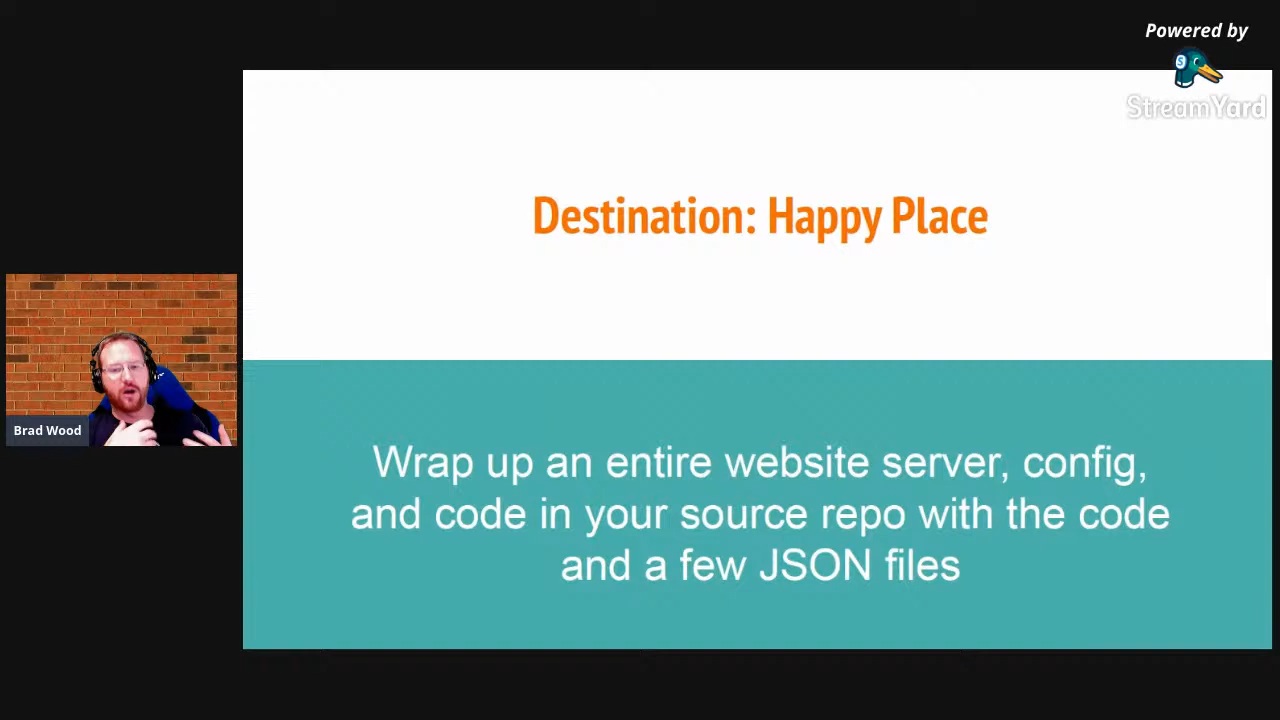 Powered by
StreamYard
Destination: Happy Place
Brad Wood
Wrap up an entire website server, config,
and code in your source repo with the code
and a few JSON files